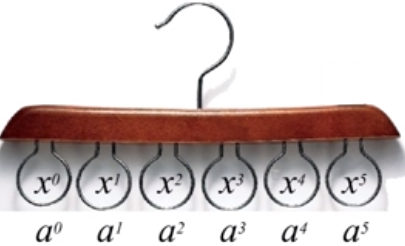 x⁰ x¹ x² x³ x⁴ x⁵
a⁰ a¹ a² a³ a⁴ a⁵